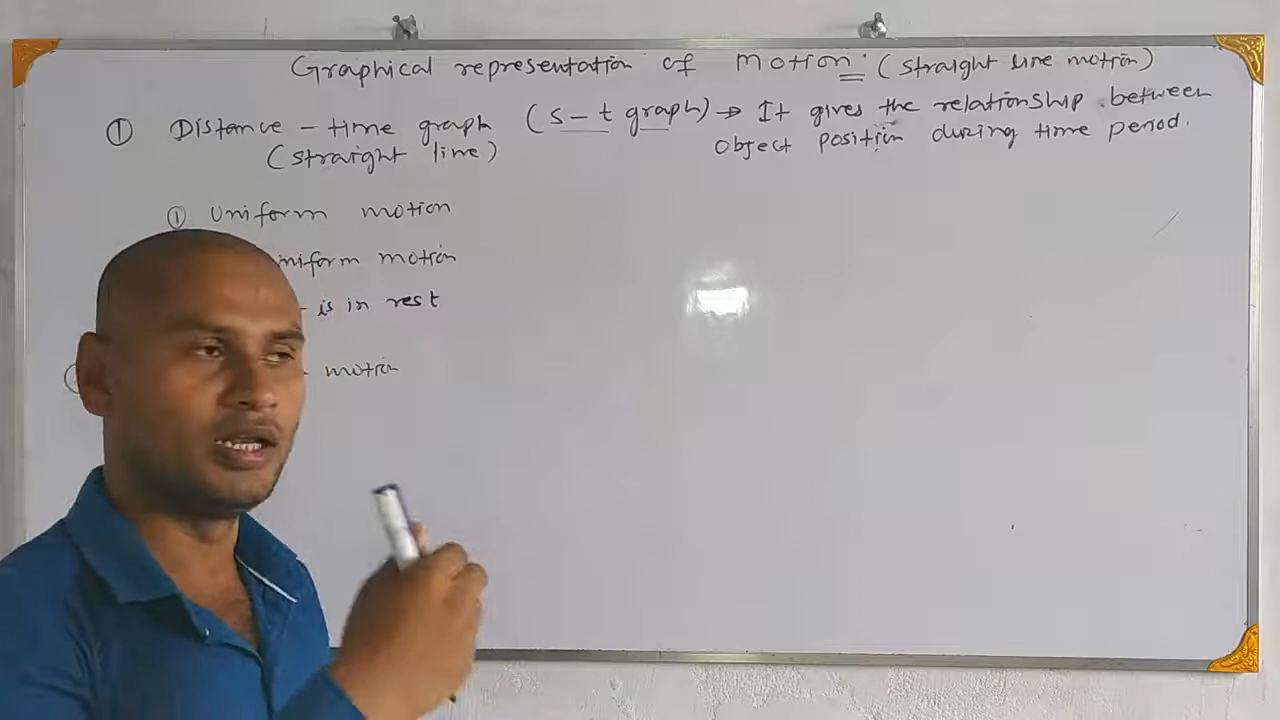 Graphical representation of motion: (straight line motion)
① Distance - time graph (s - t graph) → It gives the relationship between
(straight line)
object position during time period.
① Uniform motion
niform motion
is in rest
motion